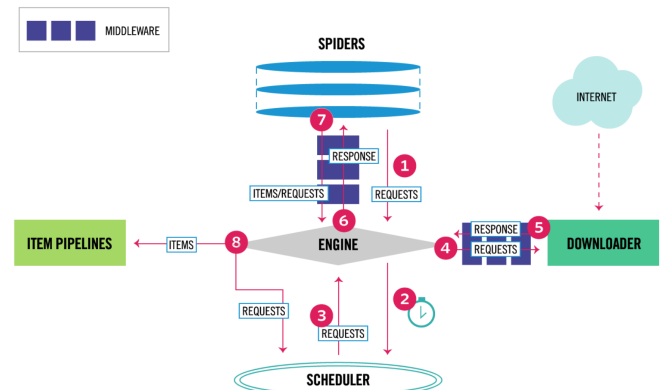 MIDDLEWARE
SPIDERS
INTERNET
7
RESPONSE
1
ITEMS/REQUESTS
REQUESTS
6
5
RESPONSE
ITEM PIPELINES
ITEMS
8
ENGINE
4
REQUESTS
DOWNLOADER
2
REQUESTS
3
REQUESTS
SCHEDULER